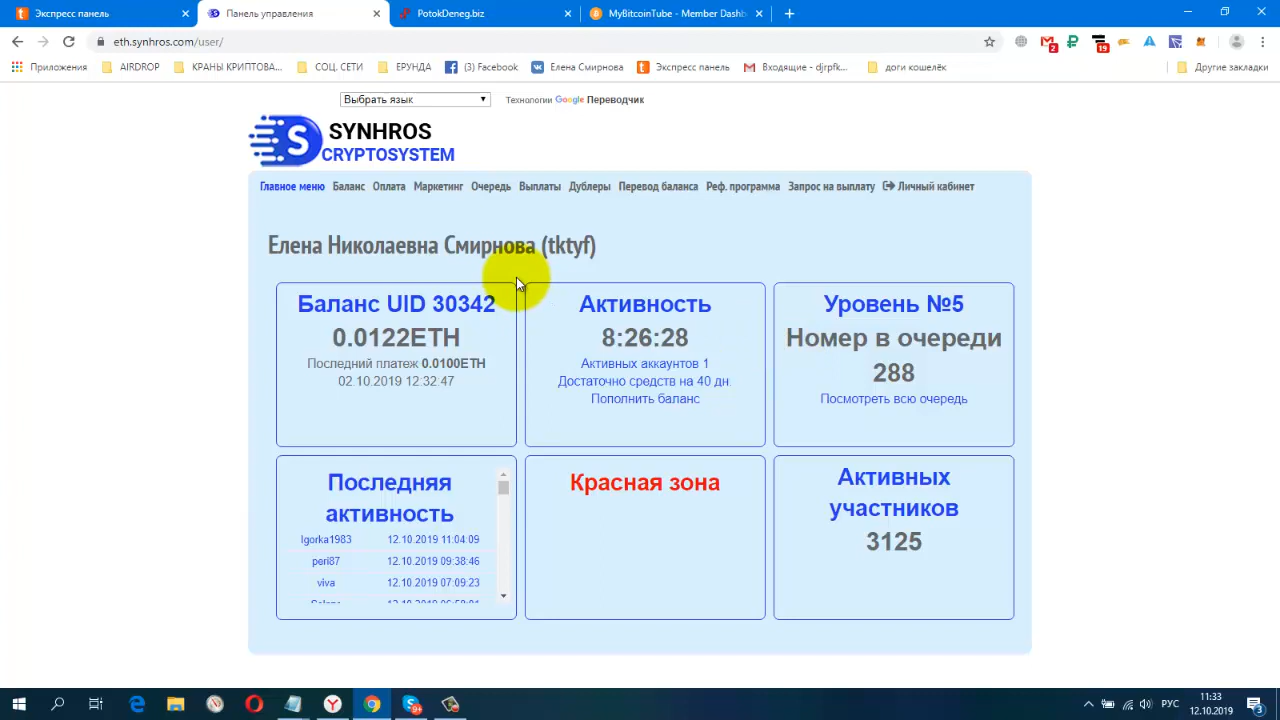 Экспресс панель
Панель управления
PotokDeneg.biz
MyBitcoinTube - Member Dashb
eth.synhros.com/user/
2
19
Приложения
AIRDROP
КРАНЫ КРИПТОВА...
СОЦ. СЕТИ
ЕРУНДА
(3) Facebook
Елена Смирнова
Экспресс панель
Входящие - djrpfk...
доги кошелёк
Другие закладки
Выбрать язык
Технологии Google Переводчик
S
SYNHROS
CRYPTOSYSTEM
Главное меню Баланс Оплата Маркетинг Очередь Выплаты Дублеры Перевод баланса Реф. программа Запрос на выплату Личный кабинет
Елена Николаевна Смирнова (tktyf)
Баланс UID 30342
0.0122ETH
Последний платеж 0.0100ETH
02.10.2019 12:32:47
Активность
8:26:28
Активных аккаунтов 1
Достаточно средств на 40 дн.
Пополнить баланс
Уровень №5
Номер в очереди
288
Посмотреть всю очередь
Последняя
активность
Igorka1983 12.10.2019 11:04:09
peri87 12.10.2019 09:38:46
viva 12.10.2019 07:09:23
Красная зона
Активных
участников
3125
РУС
11:33
12.10.2019
3